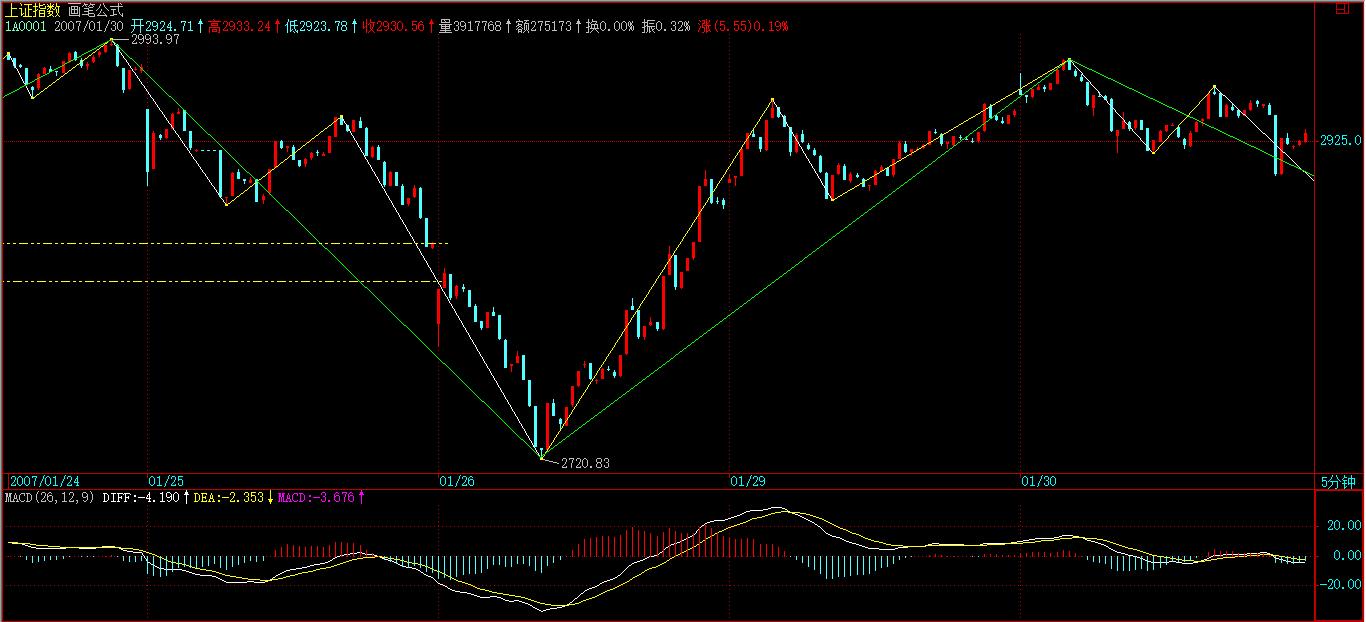 上证指数 画笔公式
1A0001 2007/01/30 开2924.71↑高2933.24↑低2923.78↑收2930.56↑量3917768↑额275173↑换0.00% 振0.32% 涨(5.55)0.19%
2993.97
2925.0
2720.83
2007/01/24 01/25 01/26 01/29 01/30 5分钟
MACD(26,12,9) DIFF:-4.190↑DEA:-2.353↓MACD:-3.676↑
20.00
0.00
-20.00